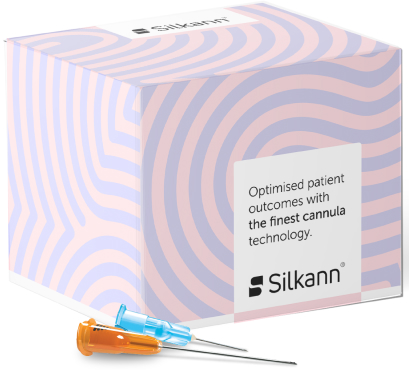 Silkann
Optimised patient
outcomes with
the finest cannula
technology.
Silkann®